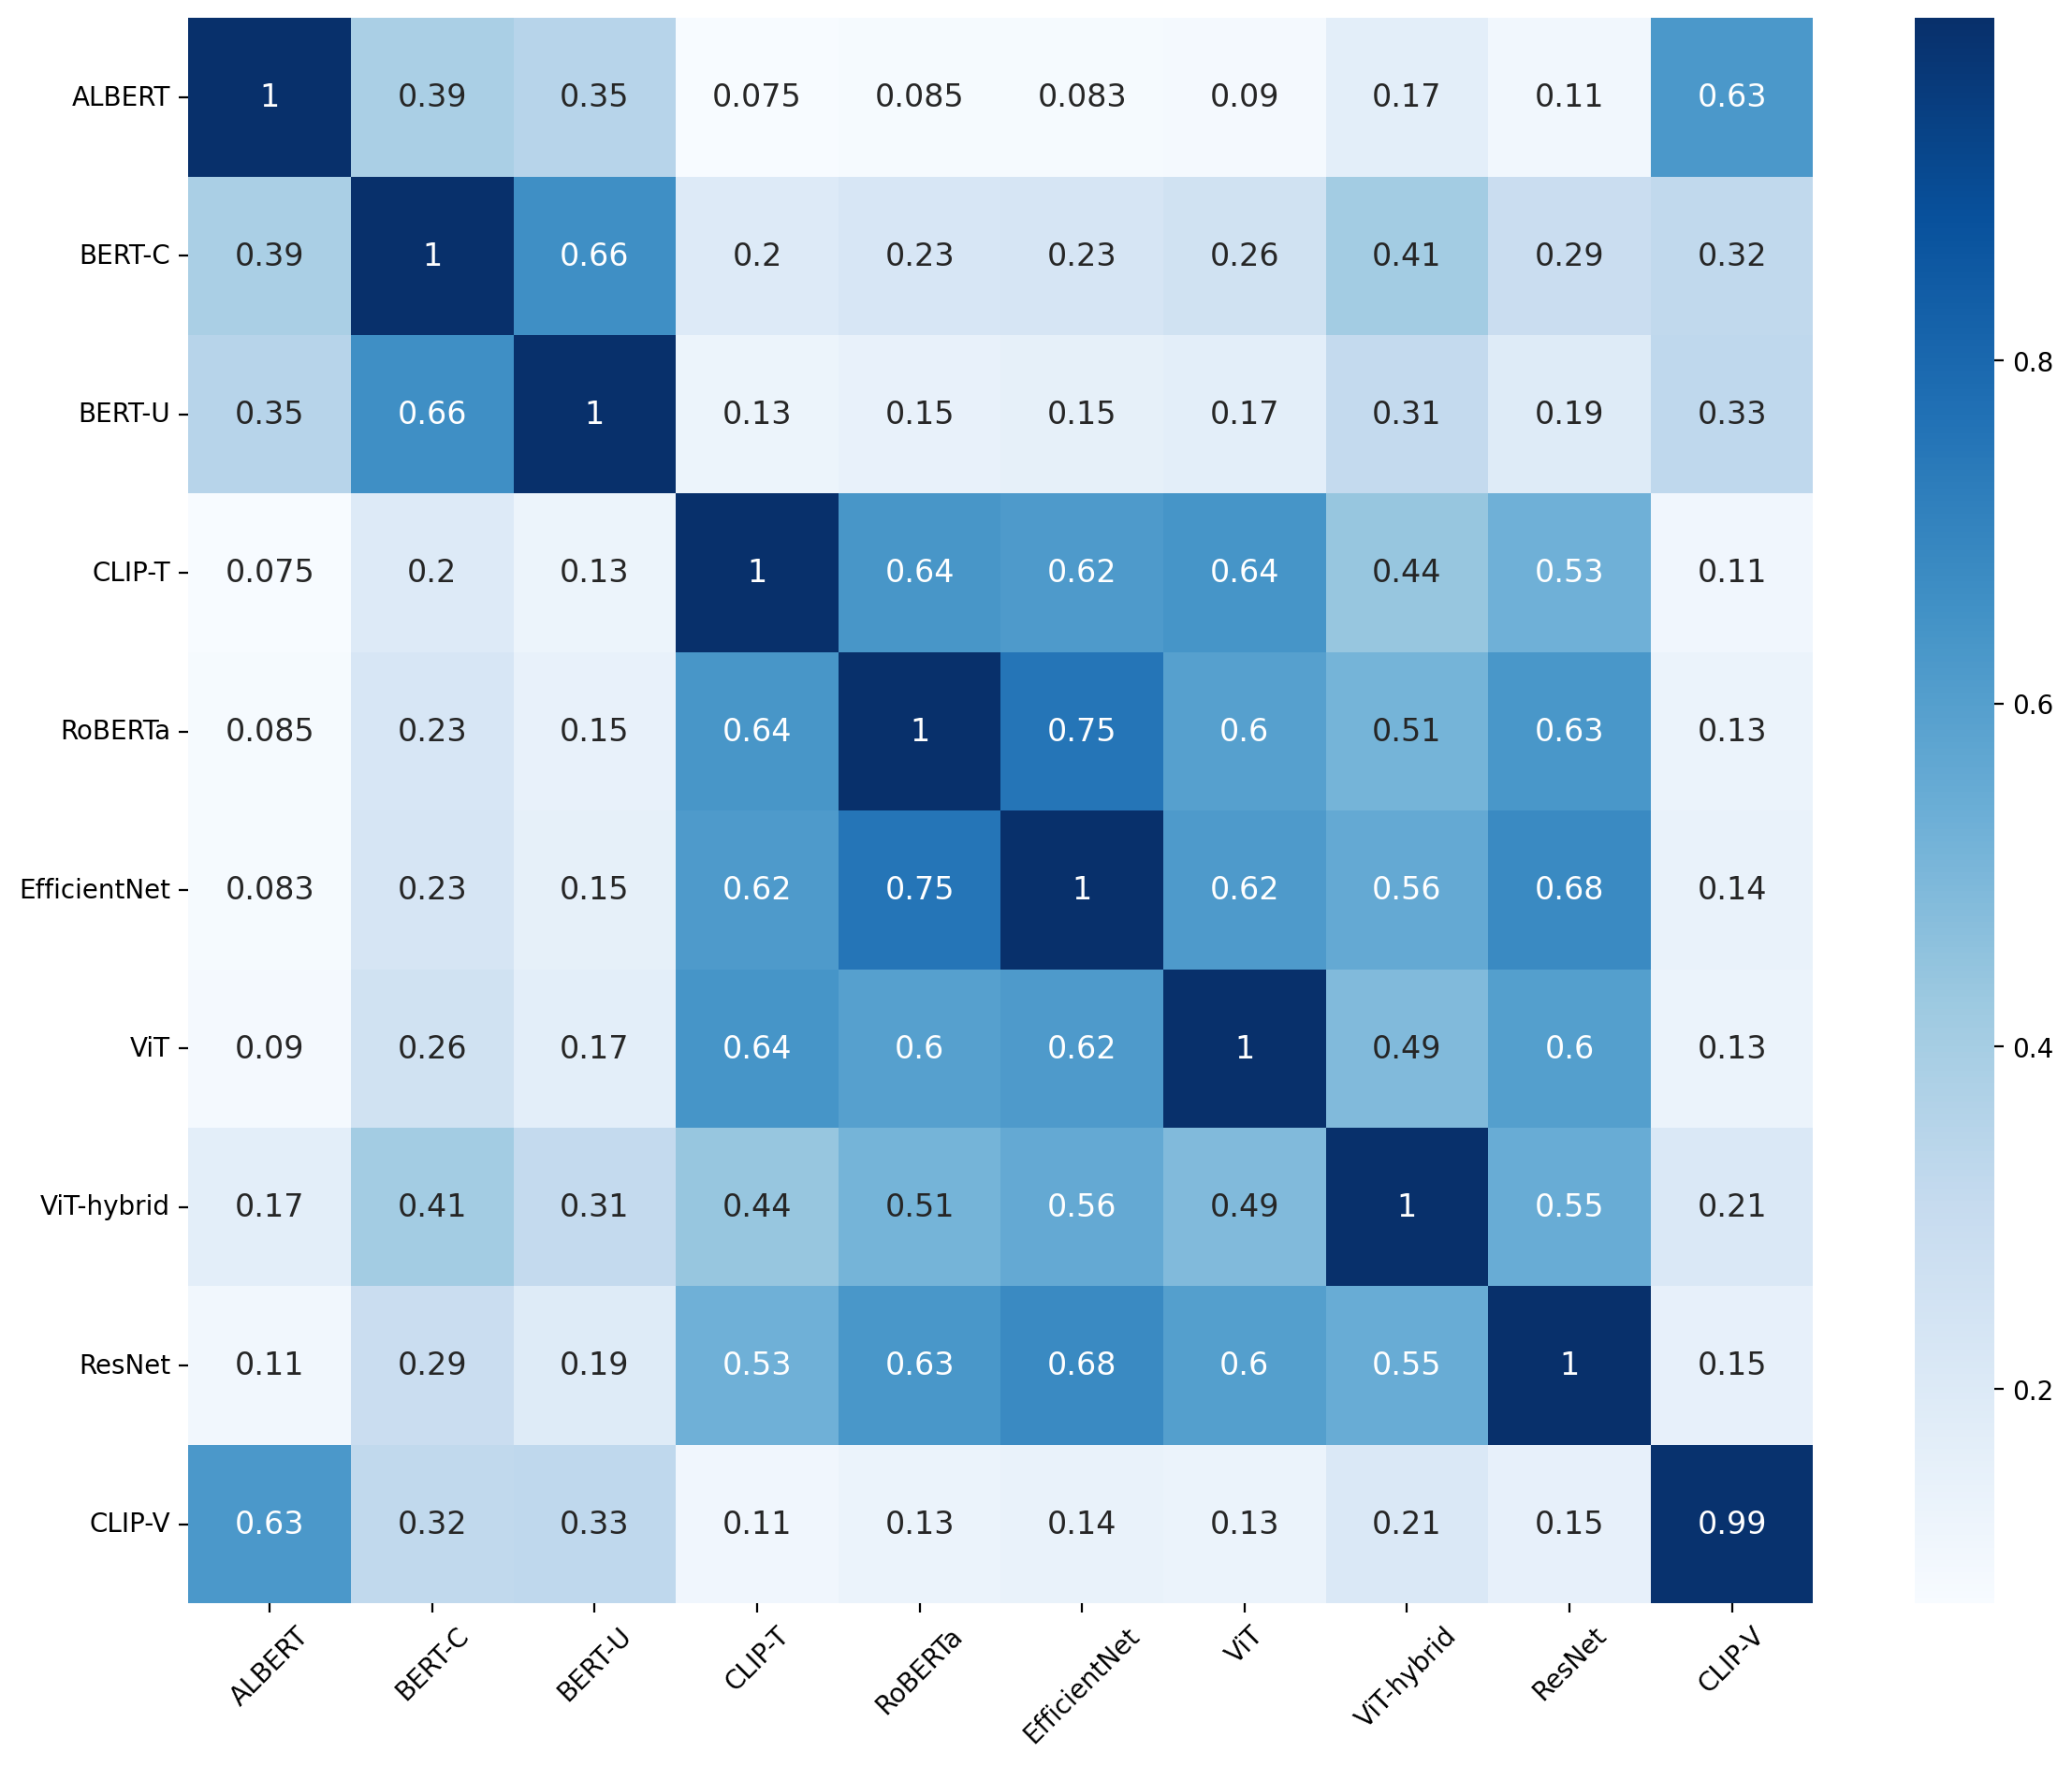 ALBERT 1 0.39 0.35 0.075 0.085 0.083 0.09 0.17 0.11 0.63
BERT-C 0.39 1 0.66 0.2 0.23 0.23 0.26 0.41 0.29 0.32
0.8
BERT-U 0.35 0.66 1 0.13 0.15 0.15 0.17 0.31 0.19 0.33
CLIP-T 0.075 0.2 0.13 1 0.64 0.62 0.64 0.44 0.53 0.11
0.6
RoBERTa 0.085 0.23 0.15 0.64 1 0.75 0.6 0.51 0.63 0.13
EfficientNet 0.083 0.23 0.15 0.62 0.75 1 0.62 0.56 0.68 0.14
ViT 0.09 0.26 0.17 0.64 0.6 0.62 1 0.49 0.6 0.13
0.4
ViT-hybrid 0.17 0.41 0.31 0.44 0.51 0.56 0.49 1 0.55 0.21
ResNet 0.11 0.29 0.19 0.53 0.63 0.68 0.6 0.55 1 0.15
0.2
CLIP-V 0.63 0.32 0.33 0.11 0.13 0.14 0.13 0.21 0.15 0.99
ALBERT BERT-C BERT-U CLIP-T RoBERTa EfficientNet ViT ViT-hybrid ResNet CLIP-V